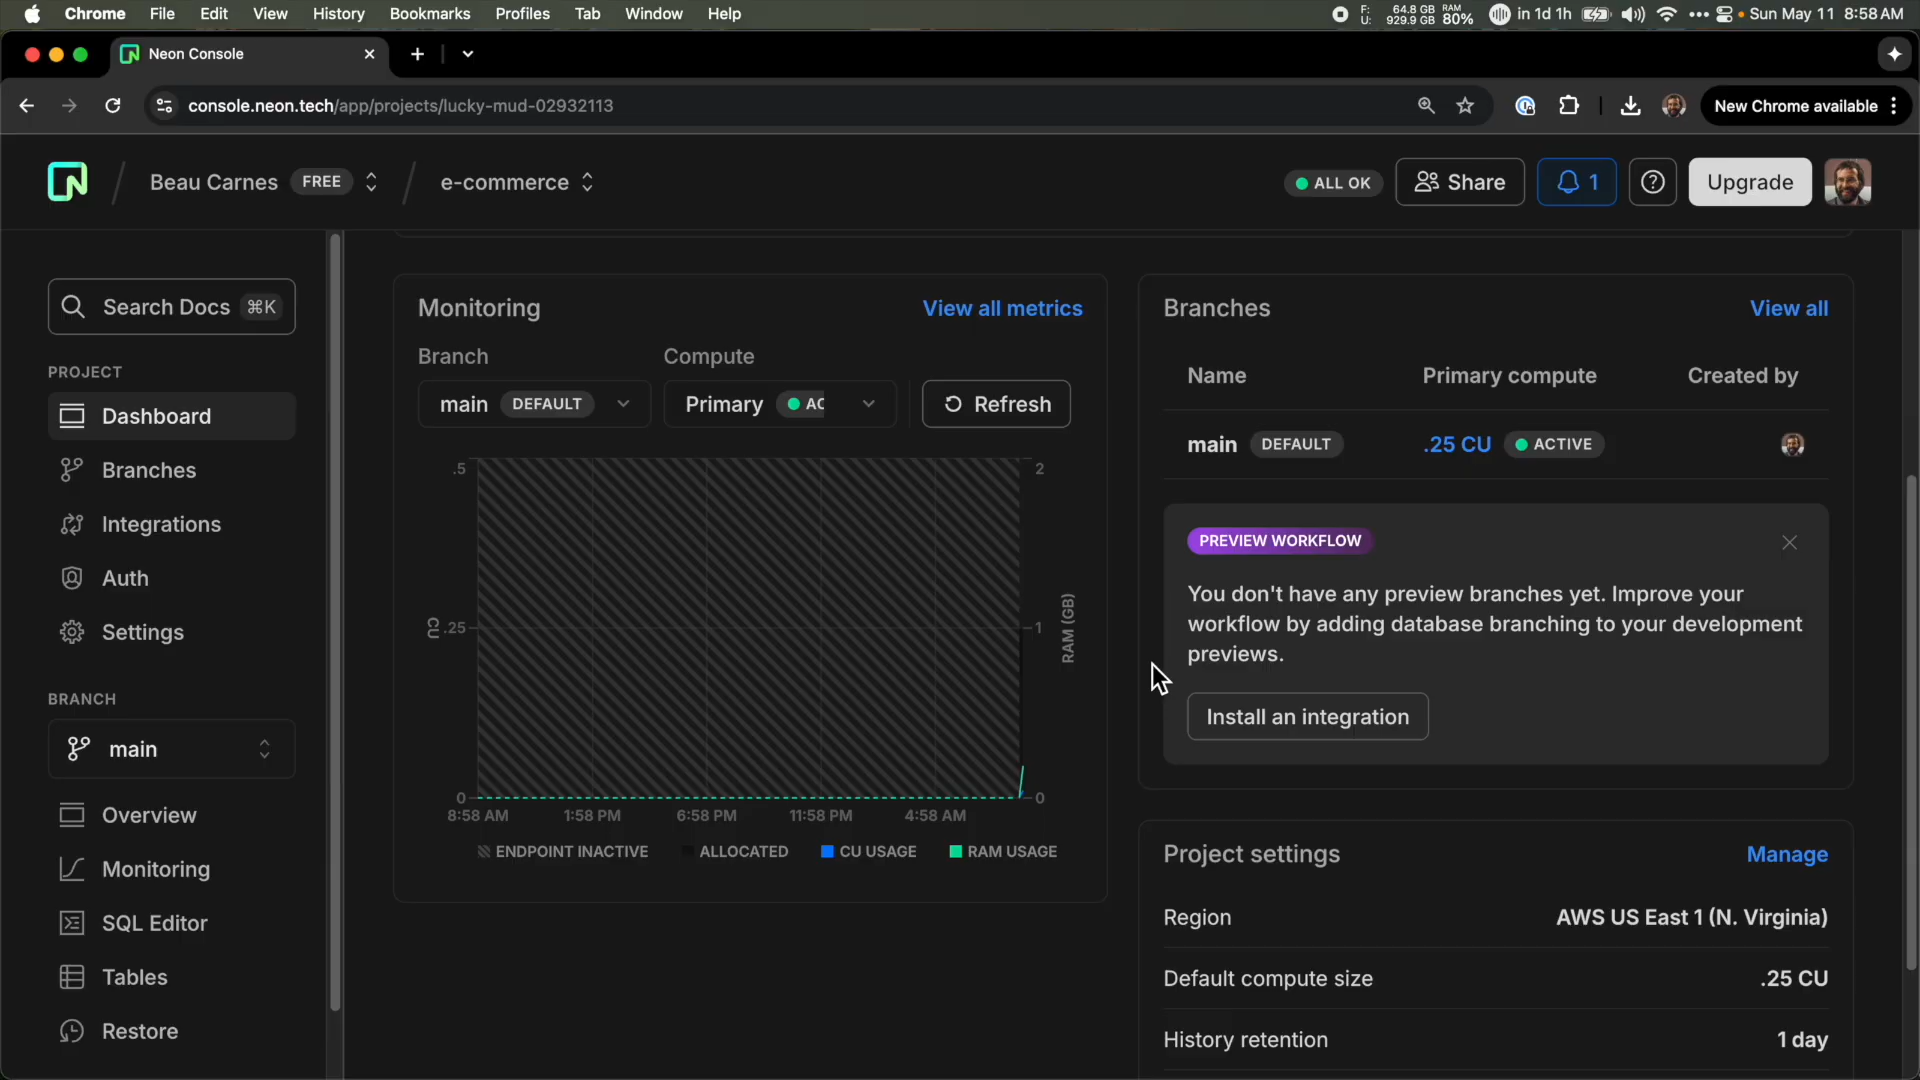 Chrome File Edit View History Bookmarks Profiles Tab Window Help
F: 64.8 GB
U: 929.9 GB
RAM
80%
in 1d 1h
Sun May 11 8:58 AM
Neon Console
console.neon.tech/app/projects/lucky-mud-02932113
New Chrome available
Beau Carnes FREE
e-commerce
ALL OK
Share
1
Upgrade
Search Docs ⌘K
PROJECT
Dashboard
Branches
Integrations
Auth
Settings
BRANCH
main
Overview
Monitoring
SQL Editor
Tables
Restore
Monitoring
View all metrics
Branch
Compute
main DEFAULT
Primary AC
Refresh
.5
2
CU
.25
1
RAM (GB)
0
0
8:58 AM 1:58 PM 6:58 PM 11:58 PM 4:58 AM
ENDPOINT INACTIVE ALLOCATED CU USAGE RAM USAGE
Branches
View all
Name Primary compute Created by
main DEFAULT .25 CU ACTIVE
PREVIEW WORKFLOW
You don't have any preview branches yet. Improve your
workflow by adding database branching to your development
previews.
Install an integration
Project settings
Manage
Region AWS US East 1 (N. Virginia)
Default compute size .25 CU
History retention 1 day